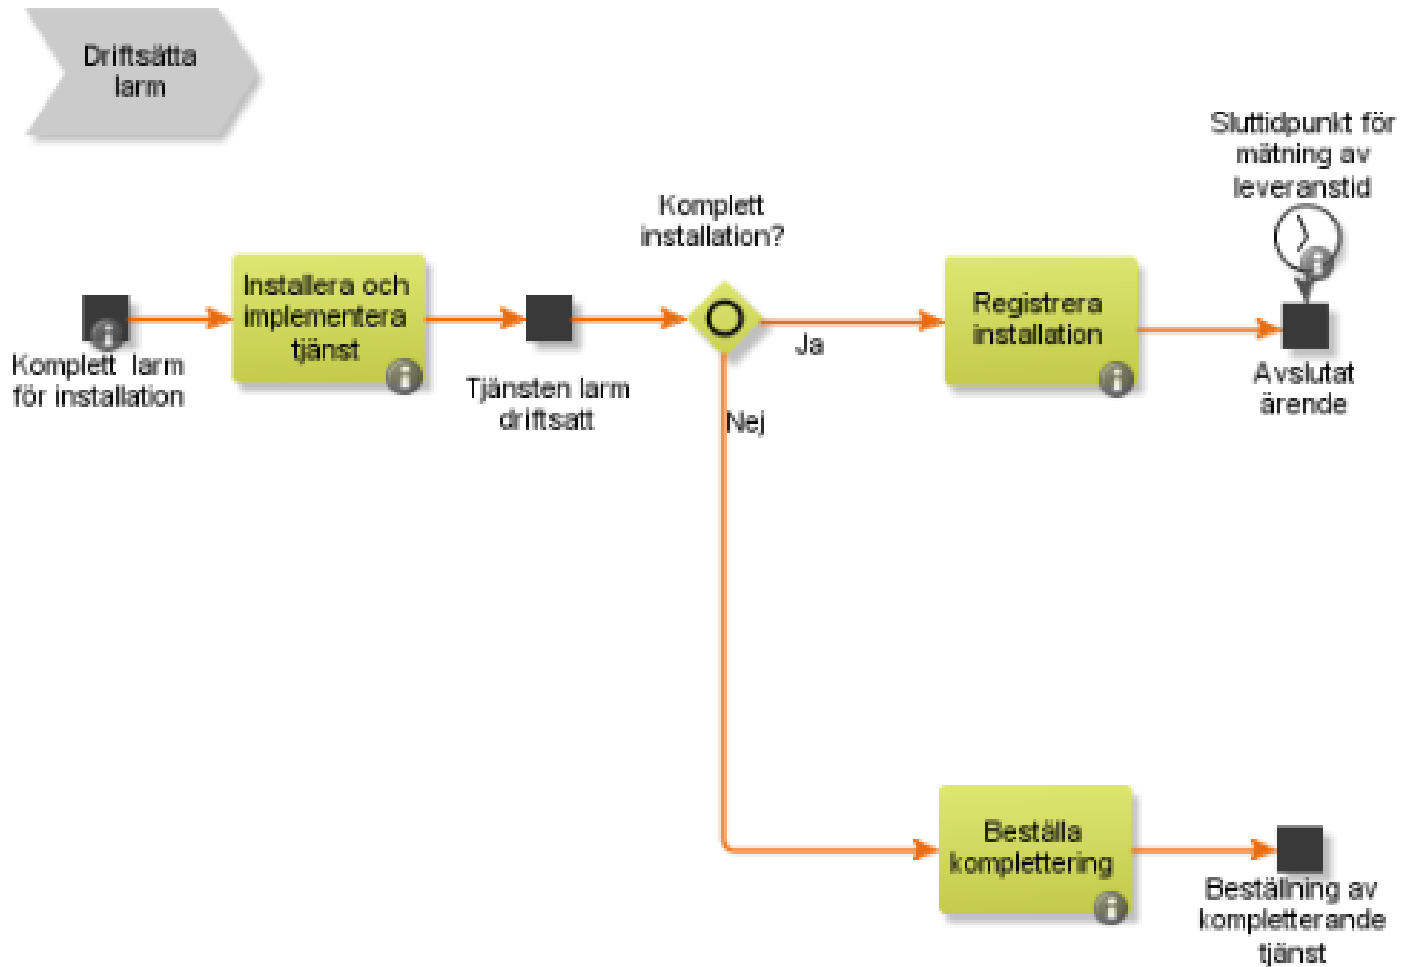 Driftsätta
larm
Sluttidpunkt för
mätning av
leveranstid
Komplett
installation?
Installera och
implementera
tjänst
Registrera
installation
Ja
Komplett larm
för installation
Tjänsten larm
driftsatt
Avslutat
ärende
Nej
Beställa
komplettering
Beställning av
kompletterande
tjänst